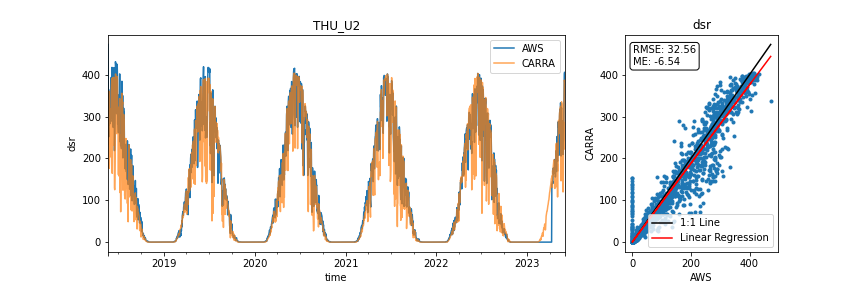 THU_U2
dsr
AWS
CARRA
400
300
200
100
0
2019
2020
2021
2022
2023
time
dsr
dsr
RMSE: 32.56
ME: -6.54
400
300
200
100
0
CARRA
1:1 Line
Linear Regression
0
200
400
AWS